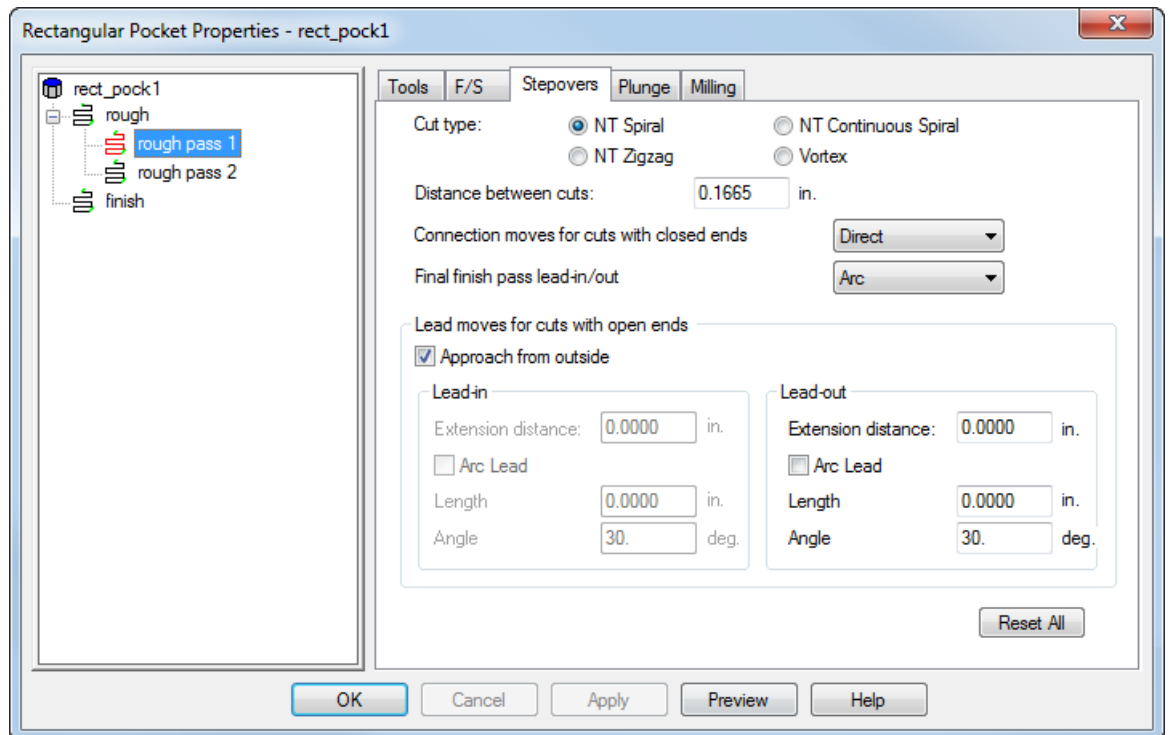 Rectangular Pocket Properties - rect_pock1
rect_pock1
rough
rough pass 1
rough pass 2
finish
Tools F/S Stepovers Plunge Milling
Cut type: NT Spiral NT Continuous Spiral
NT Zigzag Vortex
Distance between cuts: 0.1665 in.
Connection moves for cuts with closed ends Direct
Final finish pass lead-in/out Arc
Lead moves for cuts with open ends
Approach from outside
Lead-in
Extension distance: 0.0000 in.
Arc Lead
Length 0.0000 in.
Angle 30. deg.
Lead-out
Extension distance: 0.0000 in.
Arc Lead
Length 0.0000 in.
Angle 30. deg.
Reset All
OK Cancel Apply Preview Help